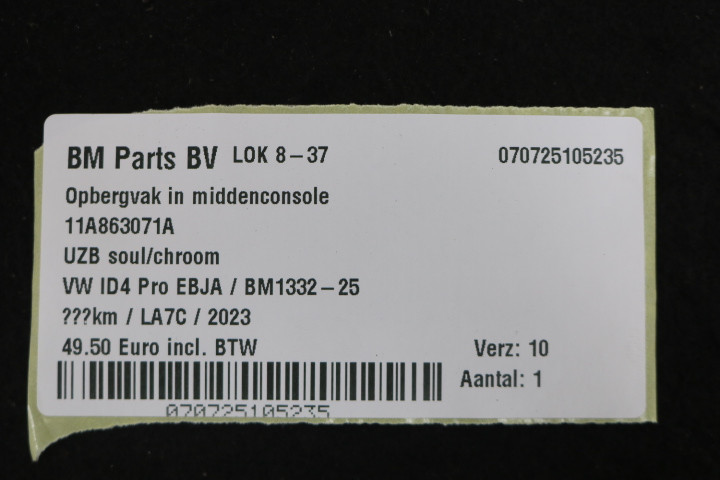 BM Parts BV LOK 8-37 070725105235
Opbergvak in middenconsole
11A863071A
UZB soul/chroom
VW ID4 Pro EBJA / BM1332-25
???km / LA7C / 2023
49.50 Euro incl. BTW Verz: 10
Aantal: 1
070725105235